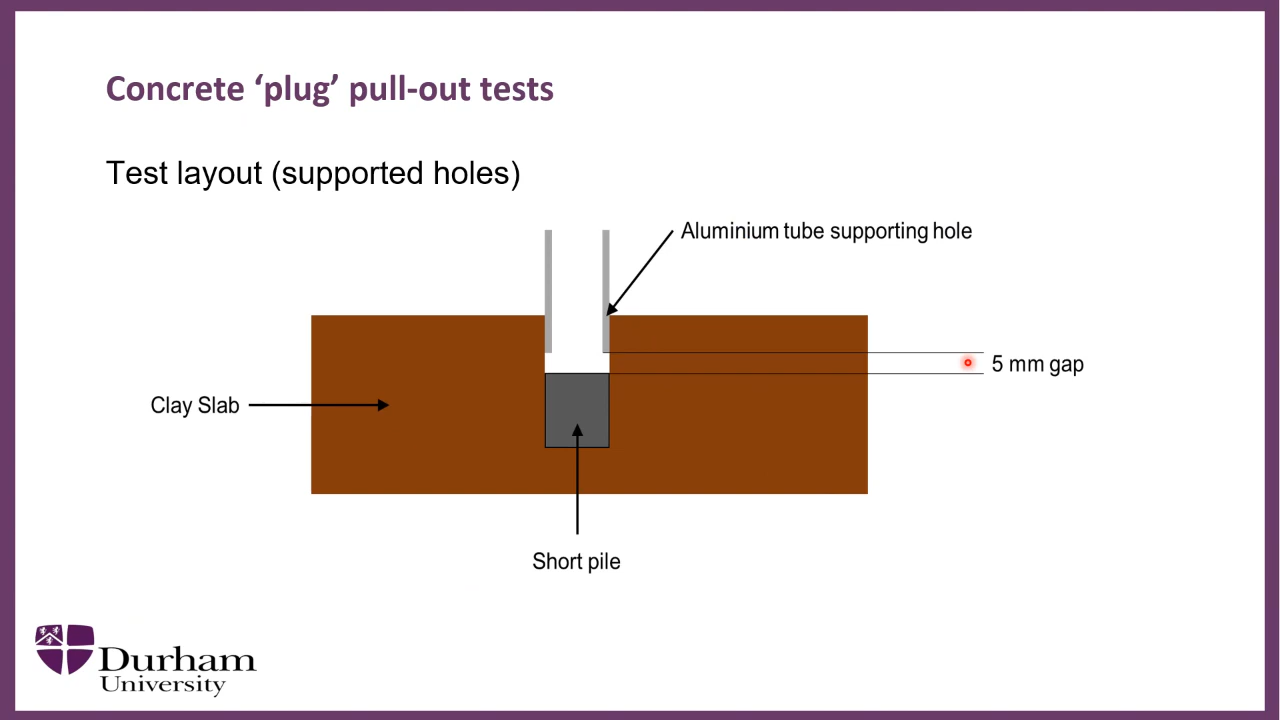 Concrete ‘plug’ pull-out tests
Test layout (supported holes)
Aluminium tube supporting hole
5 mm gap
Clay Slab
Short pile
Durham
University